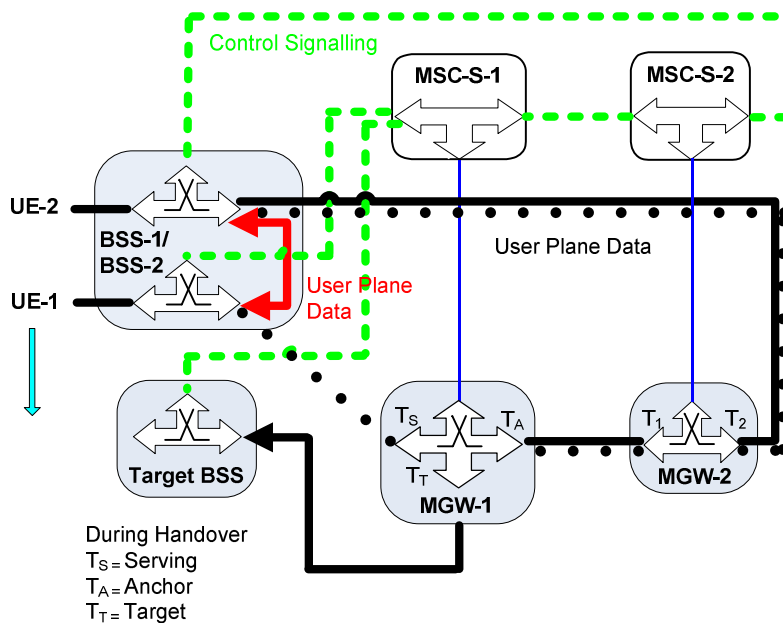 Control Signalling
MSC-S-1
MSC-S-2
UE-2
BSS-1/
BSS-2
User Plane Data
UE-1
User Plane
Data
TS
TA
TT
MGW-1
T1
T2
MGW-2
Target BSS
During Handover
TS = Serving
TA = Anchor
TT = Target